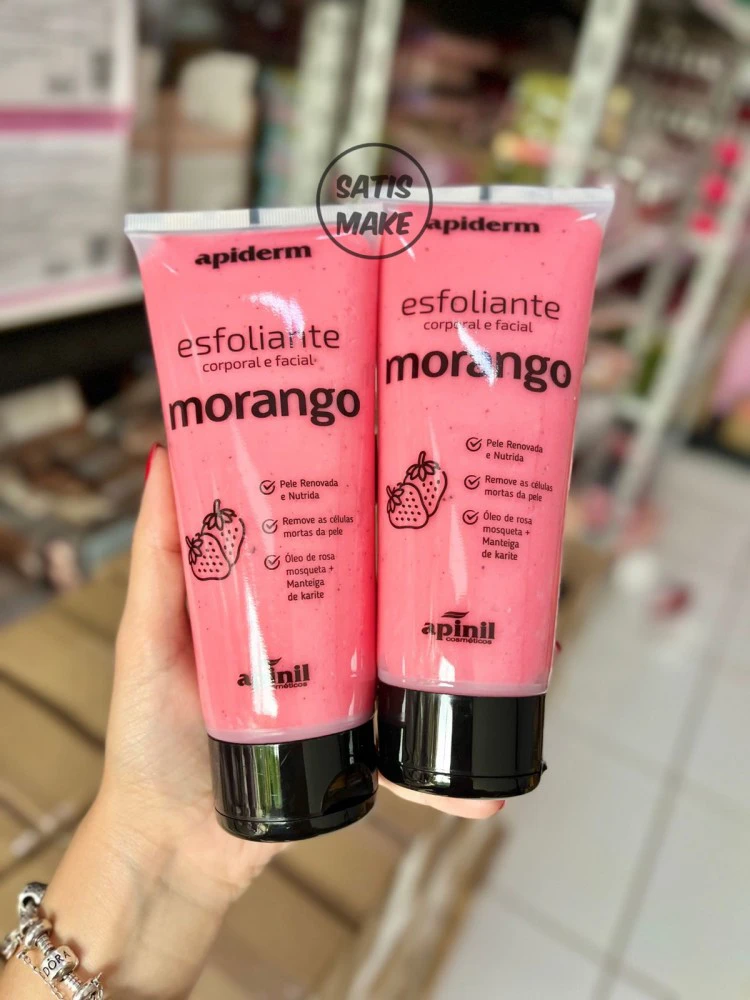 SATIS
MAKE
apiderm
esfoliante
corporal e facial
morango
Pele Renovada
e Nutrida
Remove as células
mortas da pele
Óleo de rosa
mosqueta +
Manteiga
de karite
apinil
cosméticos
apiderm
esfoliante
corporal e facial
morango
Pele Renovada
e Nutrida
Remove as células
mortas da pele
Óleo de rosa
mosqueta +
Manteiga
de karite
apinil
cosméticos
DORA